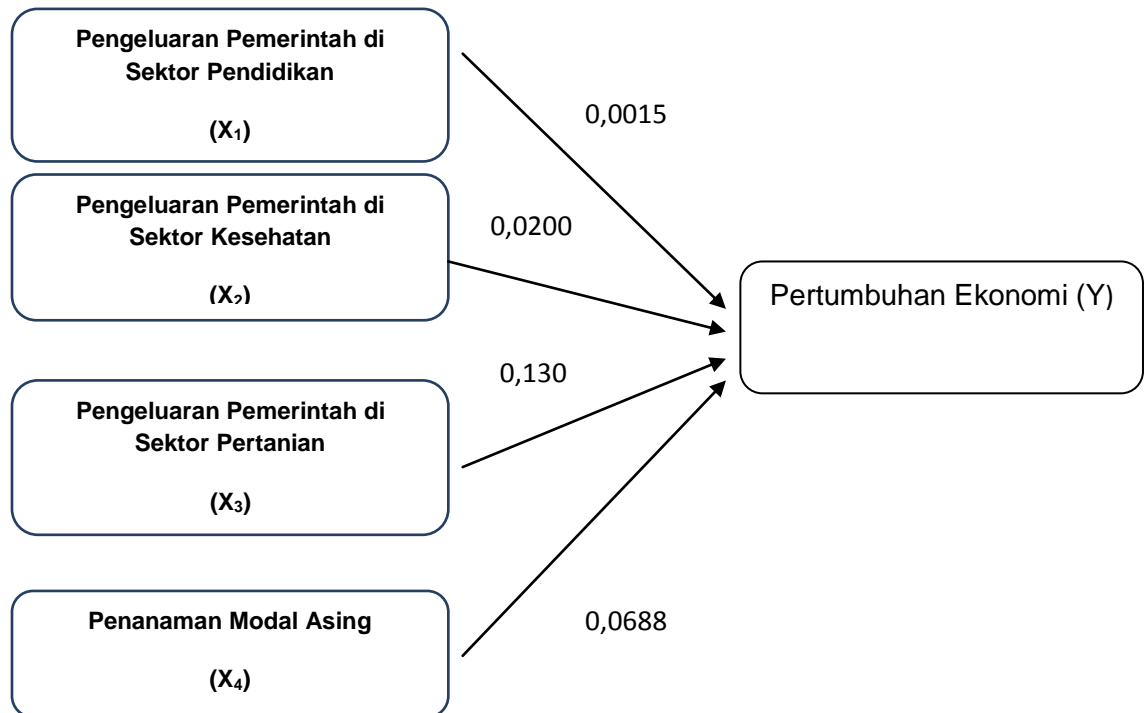 Pengeluaran Pemerintah di
Sektor Pendidikan
(X₁)
0,0015
Pengeluaran Pemerintah di
Sektor Kesehatan
(X₂)
0,0200
Pertumbuhan Ekonomi (Y)
0,130
Pengeluaran Pemerintah di
Sektor Pertanian
(X₃)
Penanaman Modal Asing
(X₄)
0,0688